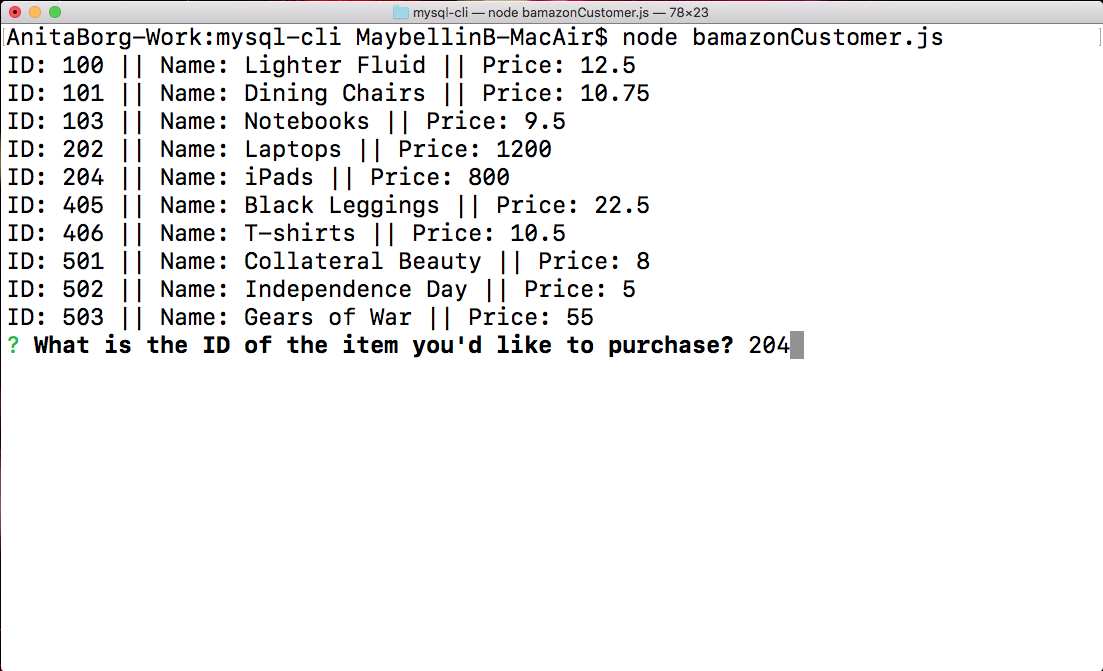 mysql-cli — node bamazonCustomer.js — 78×23
[AnitaBorg-Work:mysql-cli MaybellinB-MacAir$ node bamazonCustomer.js ]
ID: 100 || Name: Lighter Fluid || Price: 12.5
ID: 101 || Name: Dining Chairs || Price: 10.75
ID: 103 || Name: Notebooks || Price: 9.5
ID: 202 || Name: Laptops || Price: 1200
ID: 204 || Name: iPads || Price: 800
ID: 405 || Name: Black Leggings || Price: 22.5
ID: 406 || Name: T-shirts || Price: 10.5
ID: 501 || Name: Collateral Beauty || Price: 8
ID: 502 || Name: Independence Day || Price: 5
ID: 503 || Name: Gears of War || Price: 55
? What is the ID of the item you'd like to purchase? 204